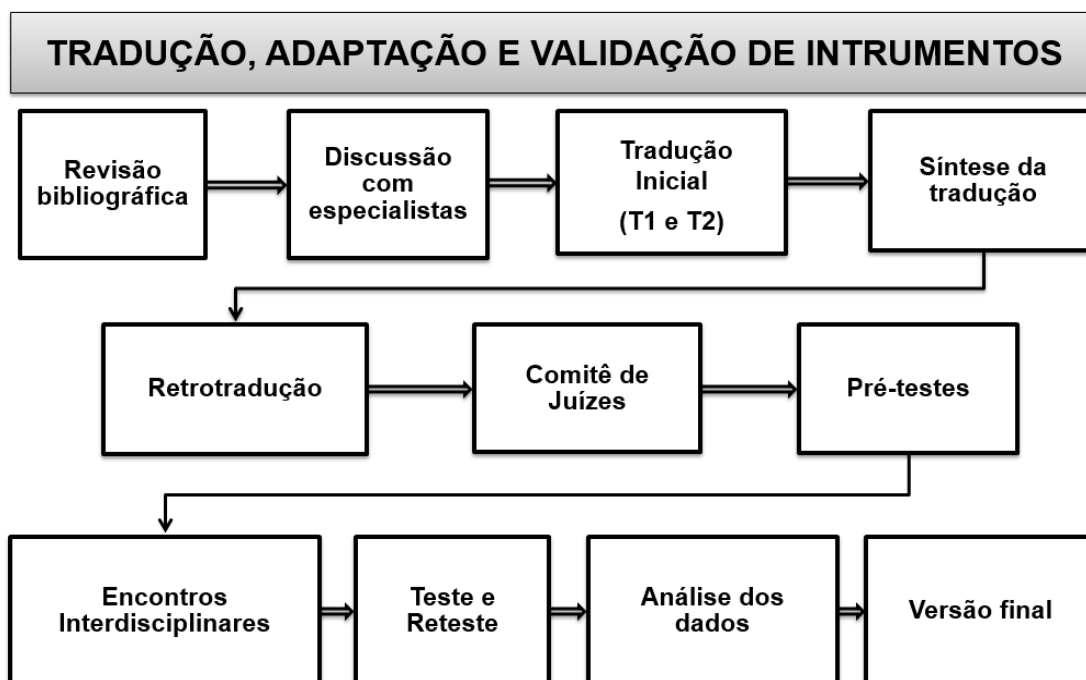 TRADUÇÃO, ADAPTAÇÃO E VALIDAÇÃO DE INTRUMENTOS
Revisão
bibliográfica
Discussão
com
especialistas
Tradução
Inicial
(T1 e T2)
Síntese da
tradução
Retrotradução
Comitê de
Juízes
Pré-testes
Encontros
Interdisciplinares
Teste e
Reteste
Análise dos
dados
Versão final